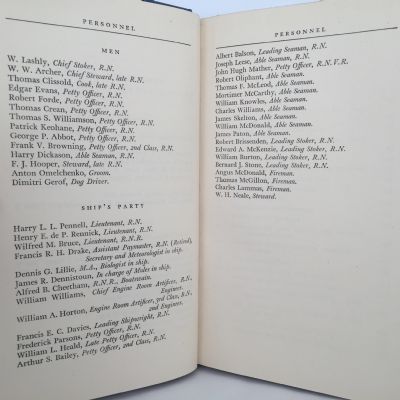 PERSONNEL
MEN
W. Lashly, Chief Stoker, R.N.
W. W. Archer, Chief Steward, late R.N.
Thomas Clissold, Cook, late R.N.
Edgar Evans, Petty Officer, R.N.
Robert Forde, Petty Officer, R.N.
Thomas Crean, Petty Officer, R.N.
Thomas S. Williamson, Petty Officer, R.N.
Patrick Keohane, Petty Officer, R.N.
George P. Abbot, Petty Officer, R.N.
Frank V. Browning, Petty Officer, 2nd Class, R.N.
Harry Dickason, Able Seaman, R.N.
F. J. Hooper, Steward, late R.N.
Anton Omelchenko, Groom.
Dimitri Gerof, Dog Driver.
SHIP'S PARTY
Harry L. L. Pennell, Lieutenant, R.N.
Henry E. de P. Rennick, Lieutenant, R.N.
Wilfred M. Bruce, Lieutenant, R.N.R.
Francis R. H. Drake, Assistant Paymaster, R.N. (Retired),
Secretary and Meteorologist in ship.
Dennis G. Lillie, M.A., Biologist in ship.
James R. Dennistoun, In charge of Mules in ship.
Alfred B. Cheetham, R.N.R., Boatswain.
William Williams, Chief Engine Room Artificer, R.N.,
Engineer.
William A. Horton, Engine Room Artificer, 3rd Class, R.N.,
2nd Engineer.
Francis E. C. Davies, Leading Shipwright, R.N.
Frederick Parsons, Petty Officer, R.N.
William L. Heald, Late Petty Officer, R.N.
Arthur S. Bailey, Petty Officer, 2nd Class, R.N.
PERSONNEL
Albert Balson, Leading Seaman, R.N.
Joseph Leese, Able Seaman, R.N.
John Hugh Mather, Petty Officer, R.N.V.R.
Robert Oliphant, Able Seaman.
Thomas F. McLeod, Able Seaman.
Mortimer McCarthy, Able Seaman.
William Knowles, Able Seaman.
Charles Williams, Able Seaman.
James Skelton, Able Seaman.
William McDonald, Able Seaman.
James Paton, Able Seaman.
Robert Brissenden, Leading Stoker, R.N.
Edward A. McKenzie, Leading Stoker, R.N.
William Burton, Leading Stoker, R.N.
Bernard J. Stone, Leading Stoker, R.N.
Angus McDonald, Fireman.
Thomas McGillon, Fireman.
Charles Lammas, Fireman.
W. H. Neale, Steward.